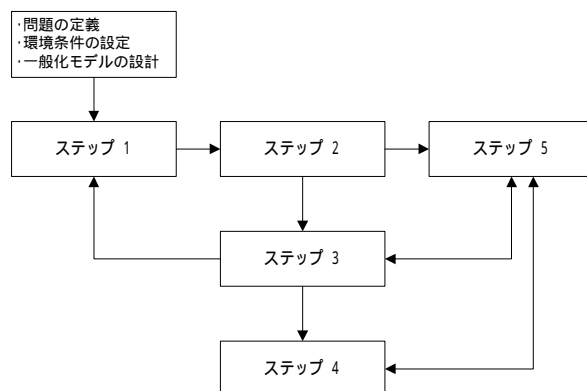 ・問題の定義
・環境条件の設定
・一般化モデルの設計
ステップ 1
ステップ 2
ステップ 5
ステップ 3
ステップ 4